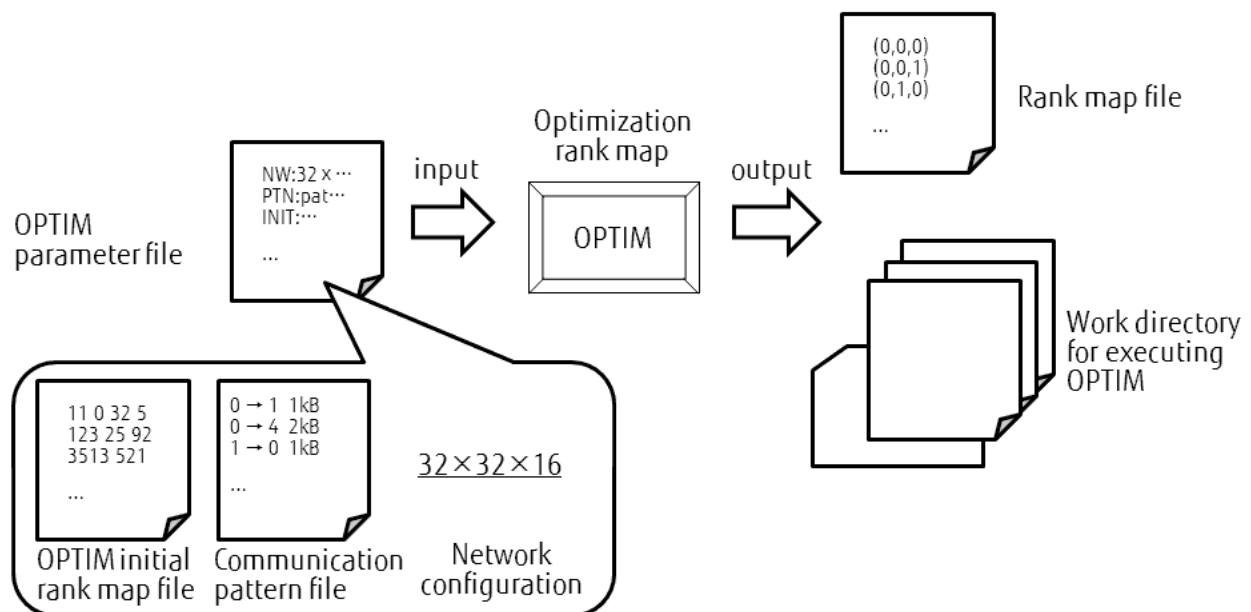 (0,0,0)
(0,0,1)
(0,1,0)
...
Rank map file
Optimization
rank map
NW:32 x ⋯
PTN:pat⋯
INIT:⋯
...
input
OPTIM
output
OPTIM
parameter file
Work directory
for executing
OPTIM
11 0 32 5
123 25 92
3513 521
...
0 → 1 1kB
0 → 4 2kB
1 → 0 1kB
...
32×32×16
OPTIM initial
rank map file
Communication
pattern file
Network
configuration